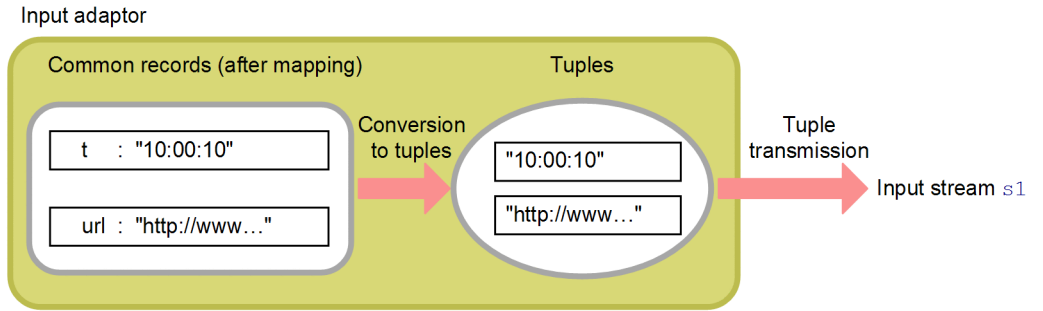 Input adaptor
Common records (after mapping)
Tuples
t : "10:00:10"
url : "http://www…"
Conversion
to tuples
"10:00:10"
"http://www…"
Tuple
transmission
Input stream s1